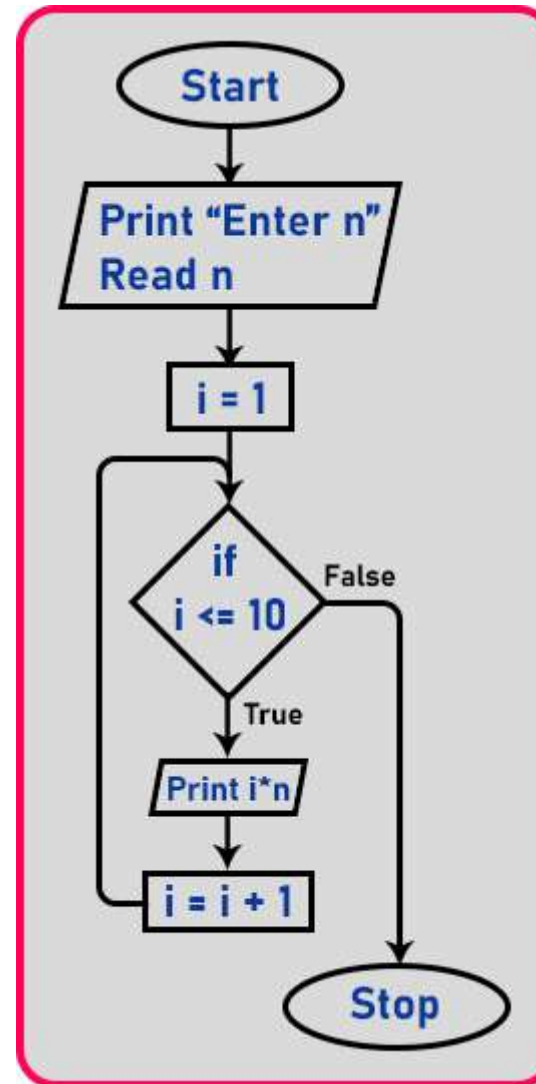 Start
Print “Enter n”
Read n
i = 1
if
i <= 10
False
True
Print i*n
i = i + 1
Stop